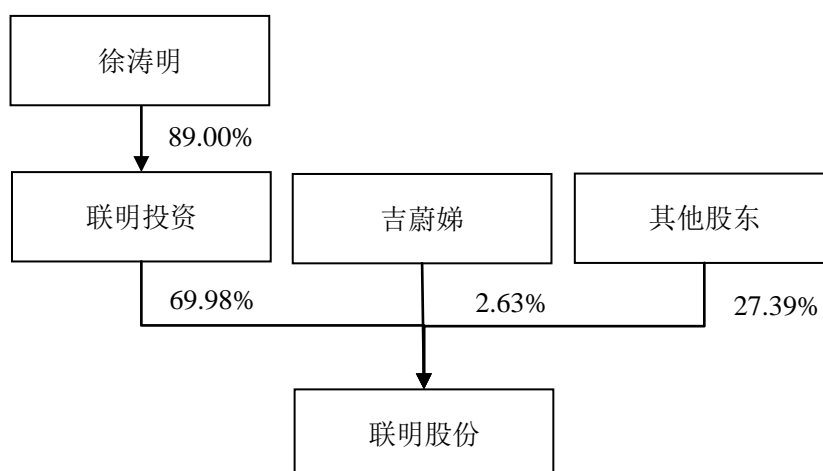 徐涛明
89.00%
联明投资
吉蔚娣
其他股东
69.98%
2.63%
27.39%
联明股份